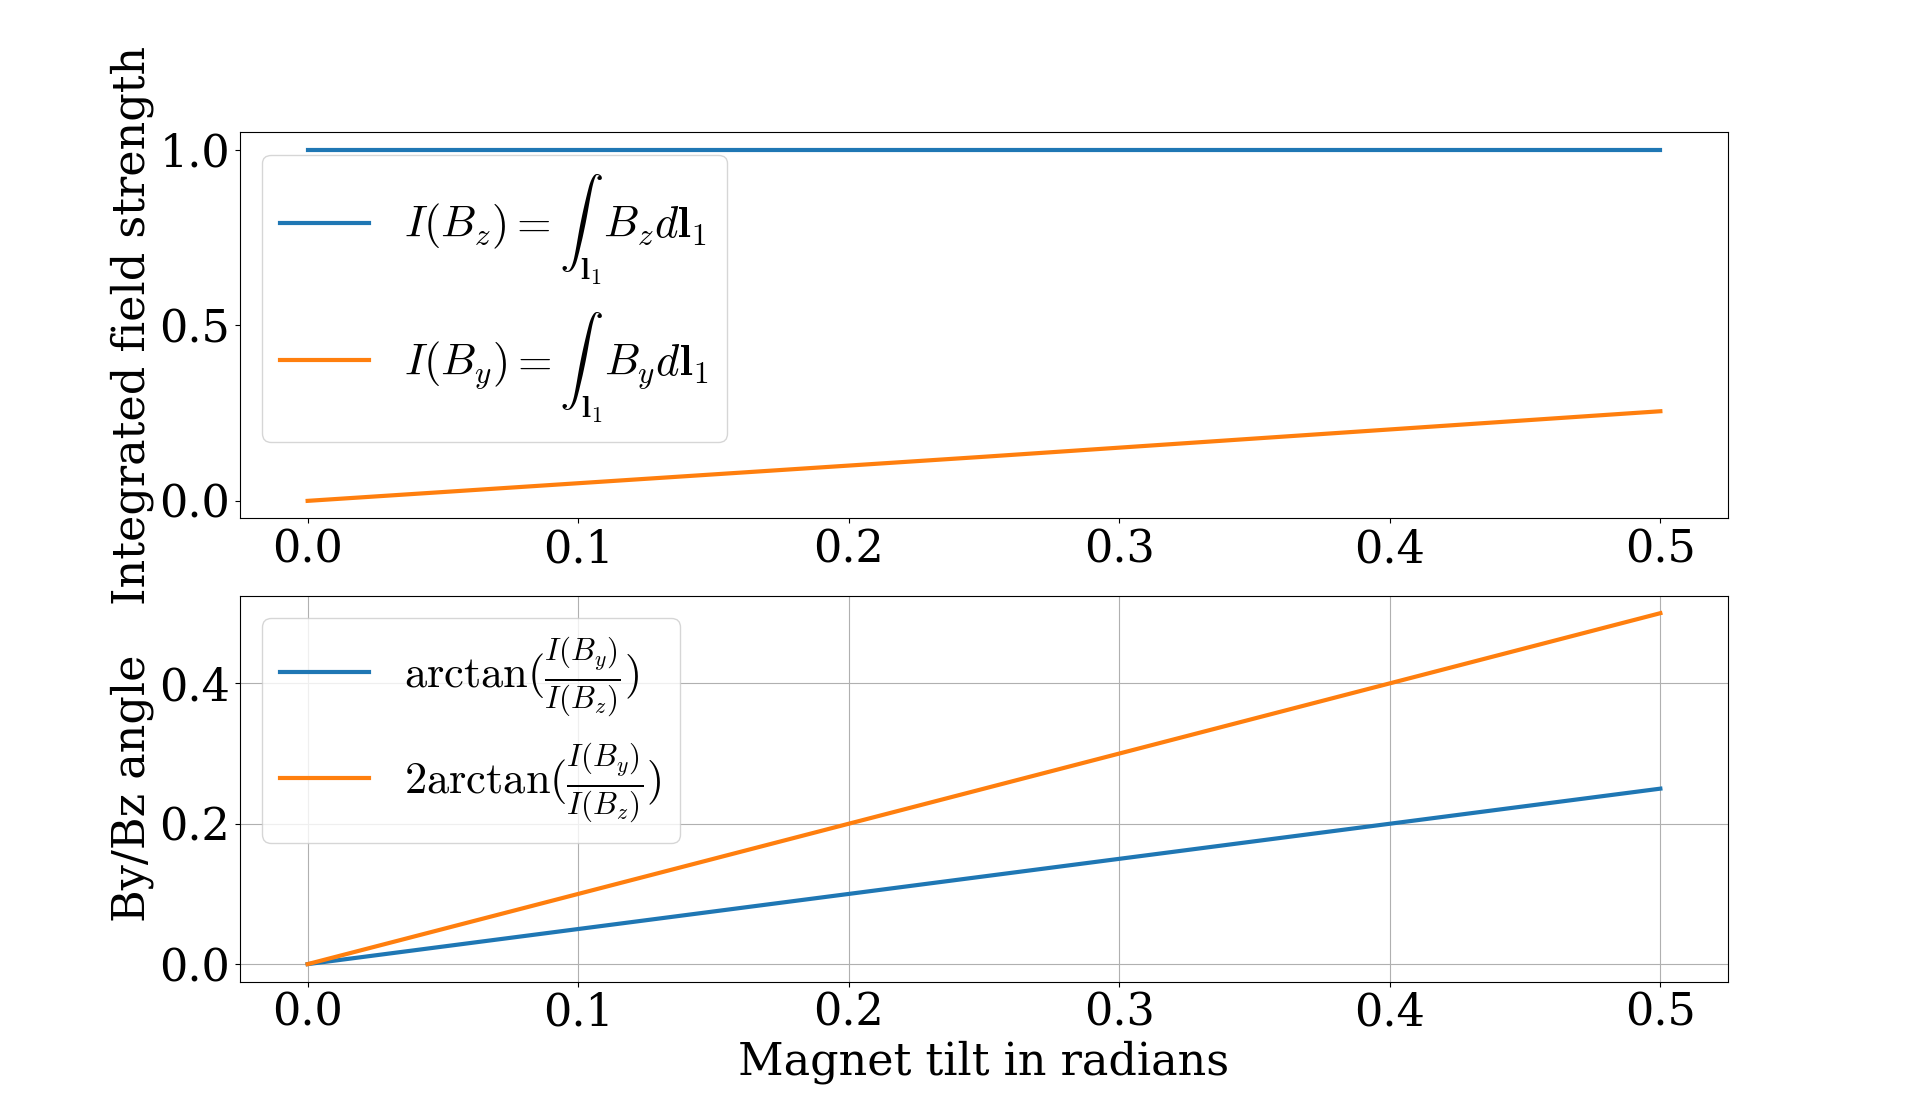 Integrated field strength
1.0
0.5
0.0
I(B_z) = ∫_{𝐥_1} B_z d𝐥_1
I(B_y) = ∫_{𝐥_1} B_y d𝐥_1
0.0 0.1 0.2 0.3 0.4 0.5
By/Bz angle
0.4
0.2
0.0
arctan(\frac{I(B_y)}{I(B_z)})
2arctan(\frac{I(B_y)}{I(B_z)})
0.0 0.1 0.2 0.3 0.4 0.5
Magnet tilt in radians